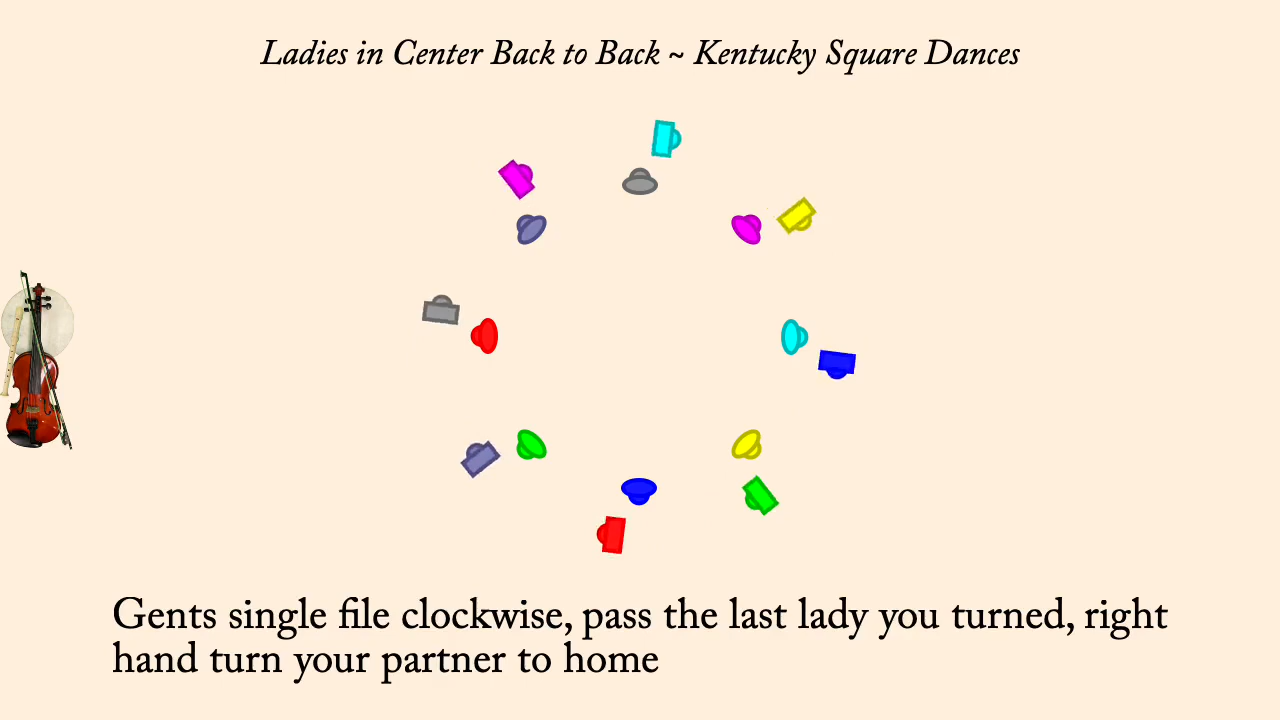 Ladies in Center Back to Back ~ Kentucky Square Dances
Gents single file clockwise, pass the last lady you turned, right
hand turn your partner to home